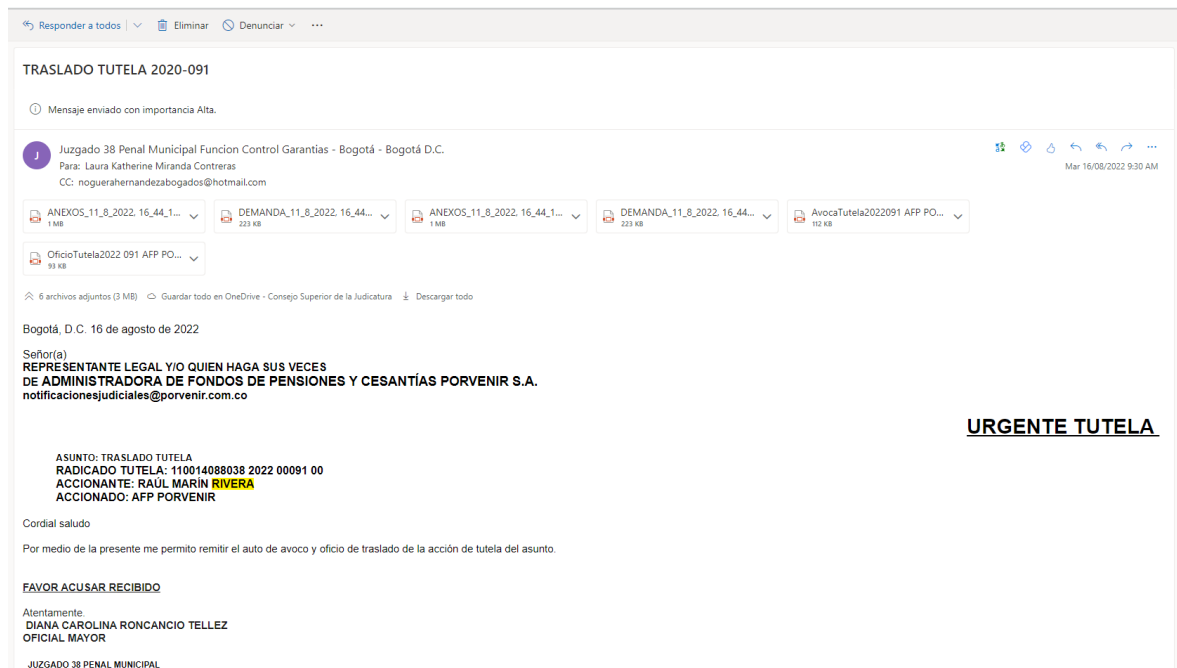 Responder a todos Eliminar Denunciar ...
TRASLADO TUTELA 2020-091
Mensaje enviado con importancia Alta.
J
Juzgado 38 Penal Municipal Funcion Control Garantias - Bogotá - Bogotá D.C.
Para: Laura Katherine Miranda Contreras
CC: noguerahernandezabogados@hotmail.com
Mar 16/08/2022 9:30 AM
ANEXOS_11_8_2022, 16_44_1...
1 MB
DEMANDA_11_8_2022, 16_44...
223 KB
ANEXOS_11_8_2022, 16_44_1...
1 MB
DEMANDA_11_8_2022, 16_44...
223 KB
AvocaTutela2022091 AFP PO...
112 KB
OficioTutela2022 091 AFP PO...
93 KB
6 archivos adjuntos (3 MB) Guardar todo en OneDrive - Consejo Superior de la Judicatura Descargar todo
Bogotá, D.C. 16 de agosto de 2022
Señor(a)
REPRESENTANTE LEGAL Y/O QUIEN HAGA SUS VECES
DE ADMINISTRADORA DE FONDOS DE PENSIONES Y CESANTÍAS PORVENIR S.A.
notificacionesjudiciales@porvenir.com.co
URGENTE TUTELA
ASUNTO: TRASLADO TUTELA
RADICADO TUTELA: 110014088038 2022 00091 00
ACCIONANTE: RAÚL MARÍN RIVERA
ACCIONADO: AFP PORVENIR
Cordial saludo
Por medio de la presente me permito remitir el auto de avoco y oficio de traslado de la acción de tutela del asunto.
FAVOR ACUSAR RECIBIDO
Atentamente.
DIANA CAROLINA RONCANCIO TELLEZ
OFICIAL MAYOR
JUZGADO 38 PENAL MUNICIPAL